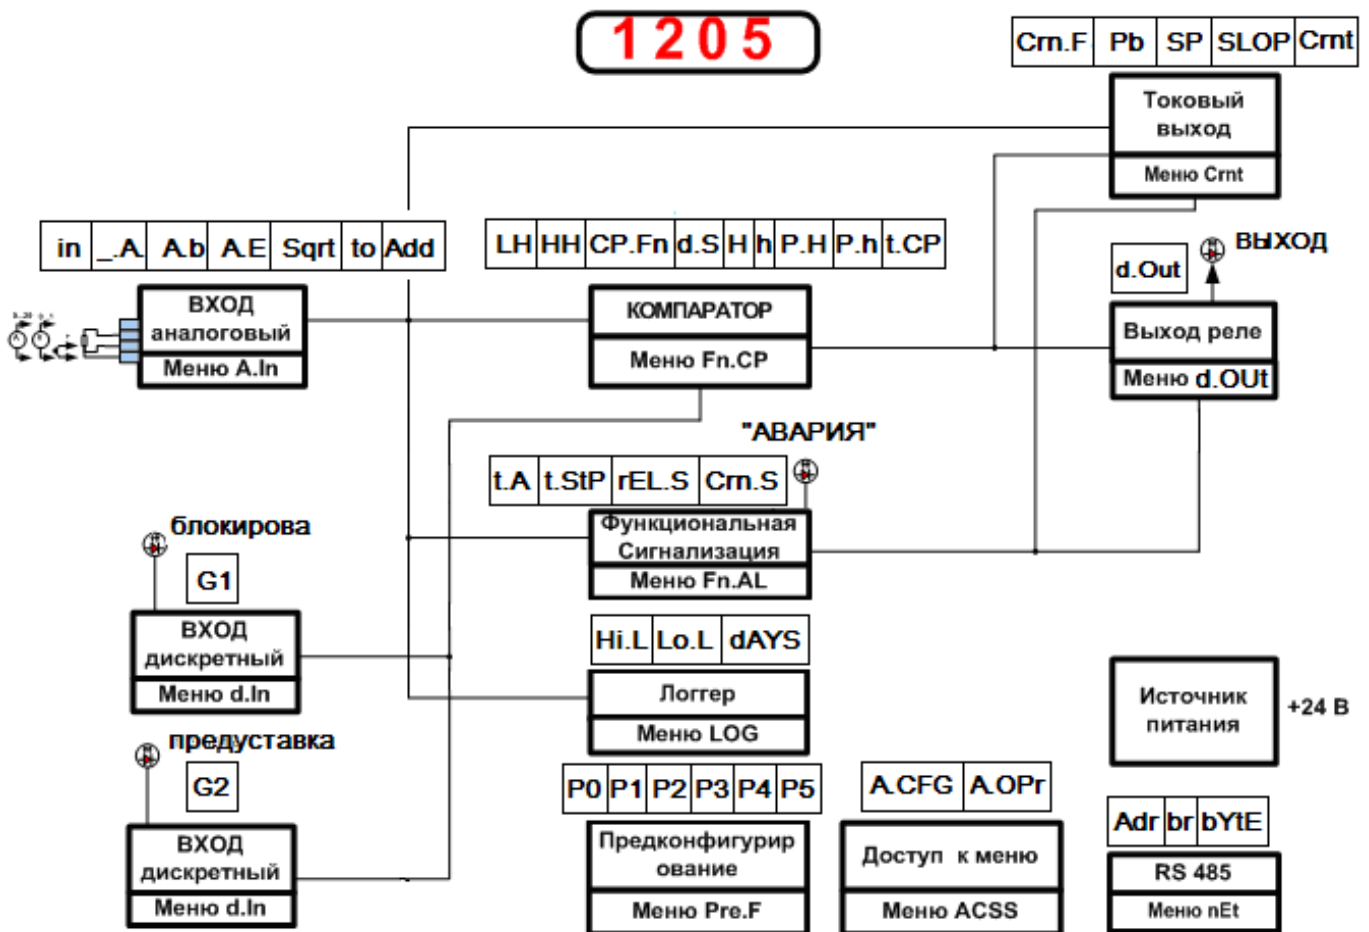 1205
Crn.F Pb SP SLOP Crnt
Токовый
выход
Меню Crnt
in _.A. A.b A.E Sqrt to Add
LH HH CP.Fn d.S H h P.H P.h t.CP
ВЫХОД
d.Out
ВХОД
аналоговый
Меню A.In
КОМПАРАТОР
Меню Fn.CP
Выход реле
Меню d.OUt
"АВАРИЯ"
t.A t.StP rEL.S Crn.S
Функциональная
Сигнализация
Меню Fn.AL
блокирова
G1
ВХОД
дискретный
Меню d.In
Hi.L Lo.L dAYS
Логгер
Меню LOG
Источник
питания
+24 В
предуставка
G2
ВХОД
дискретный
Меню d.In
P0 P1 P2 P3 P4 P5
Предконфигурир
ование
Меню Pre.F
A.CFG A.OPr
Доступ к меню
Меню ACSS
Adr br bYtE
RS 485
Меню nEt